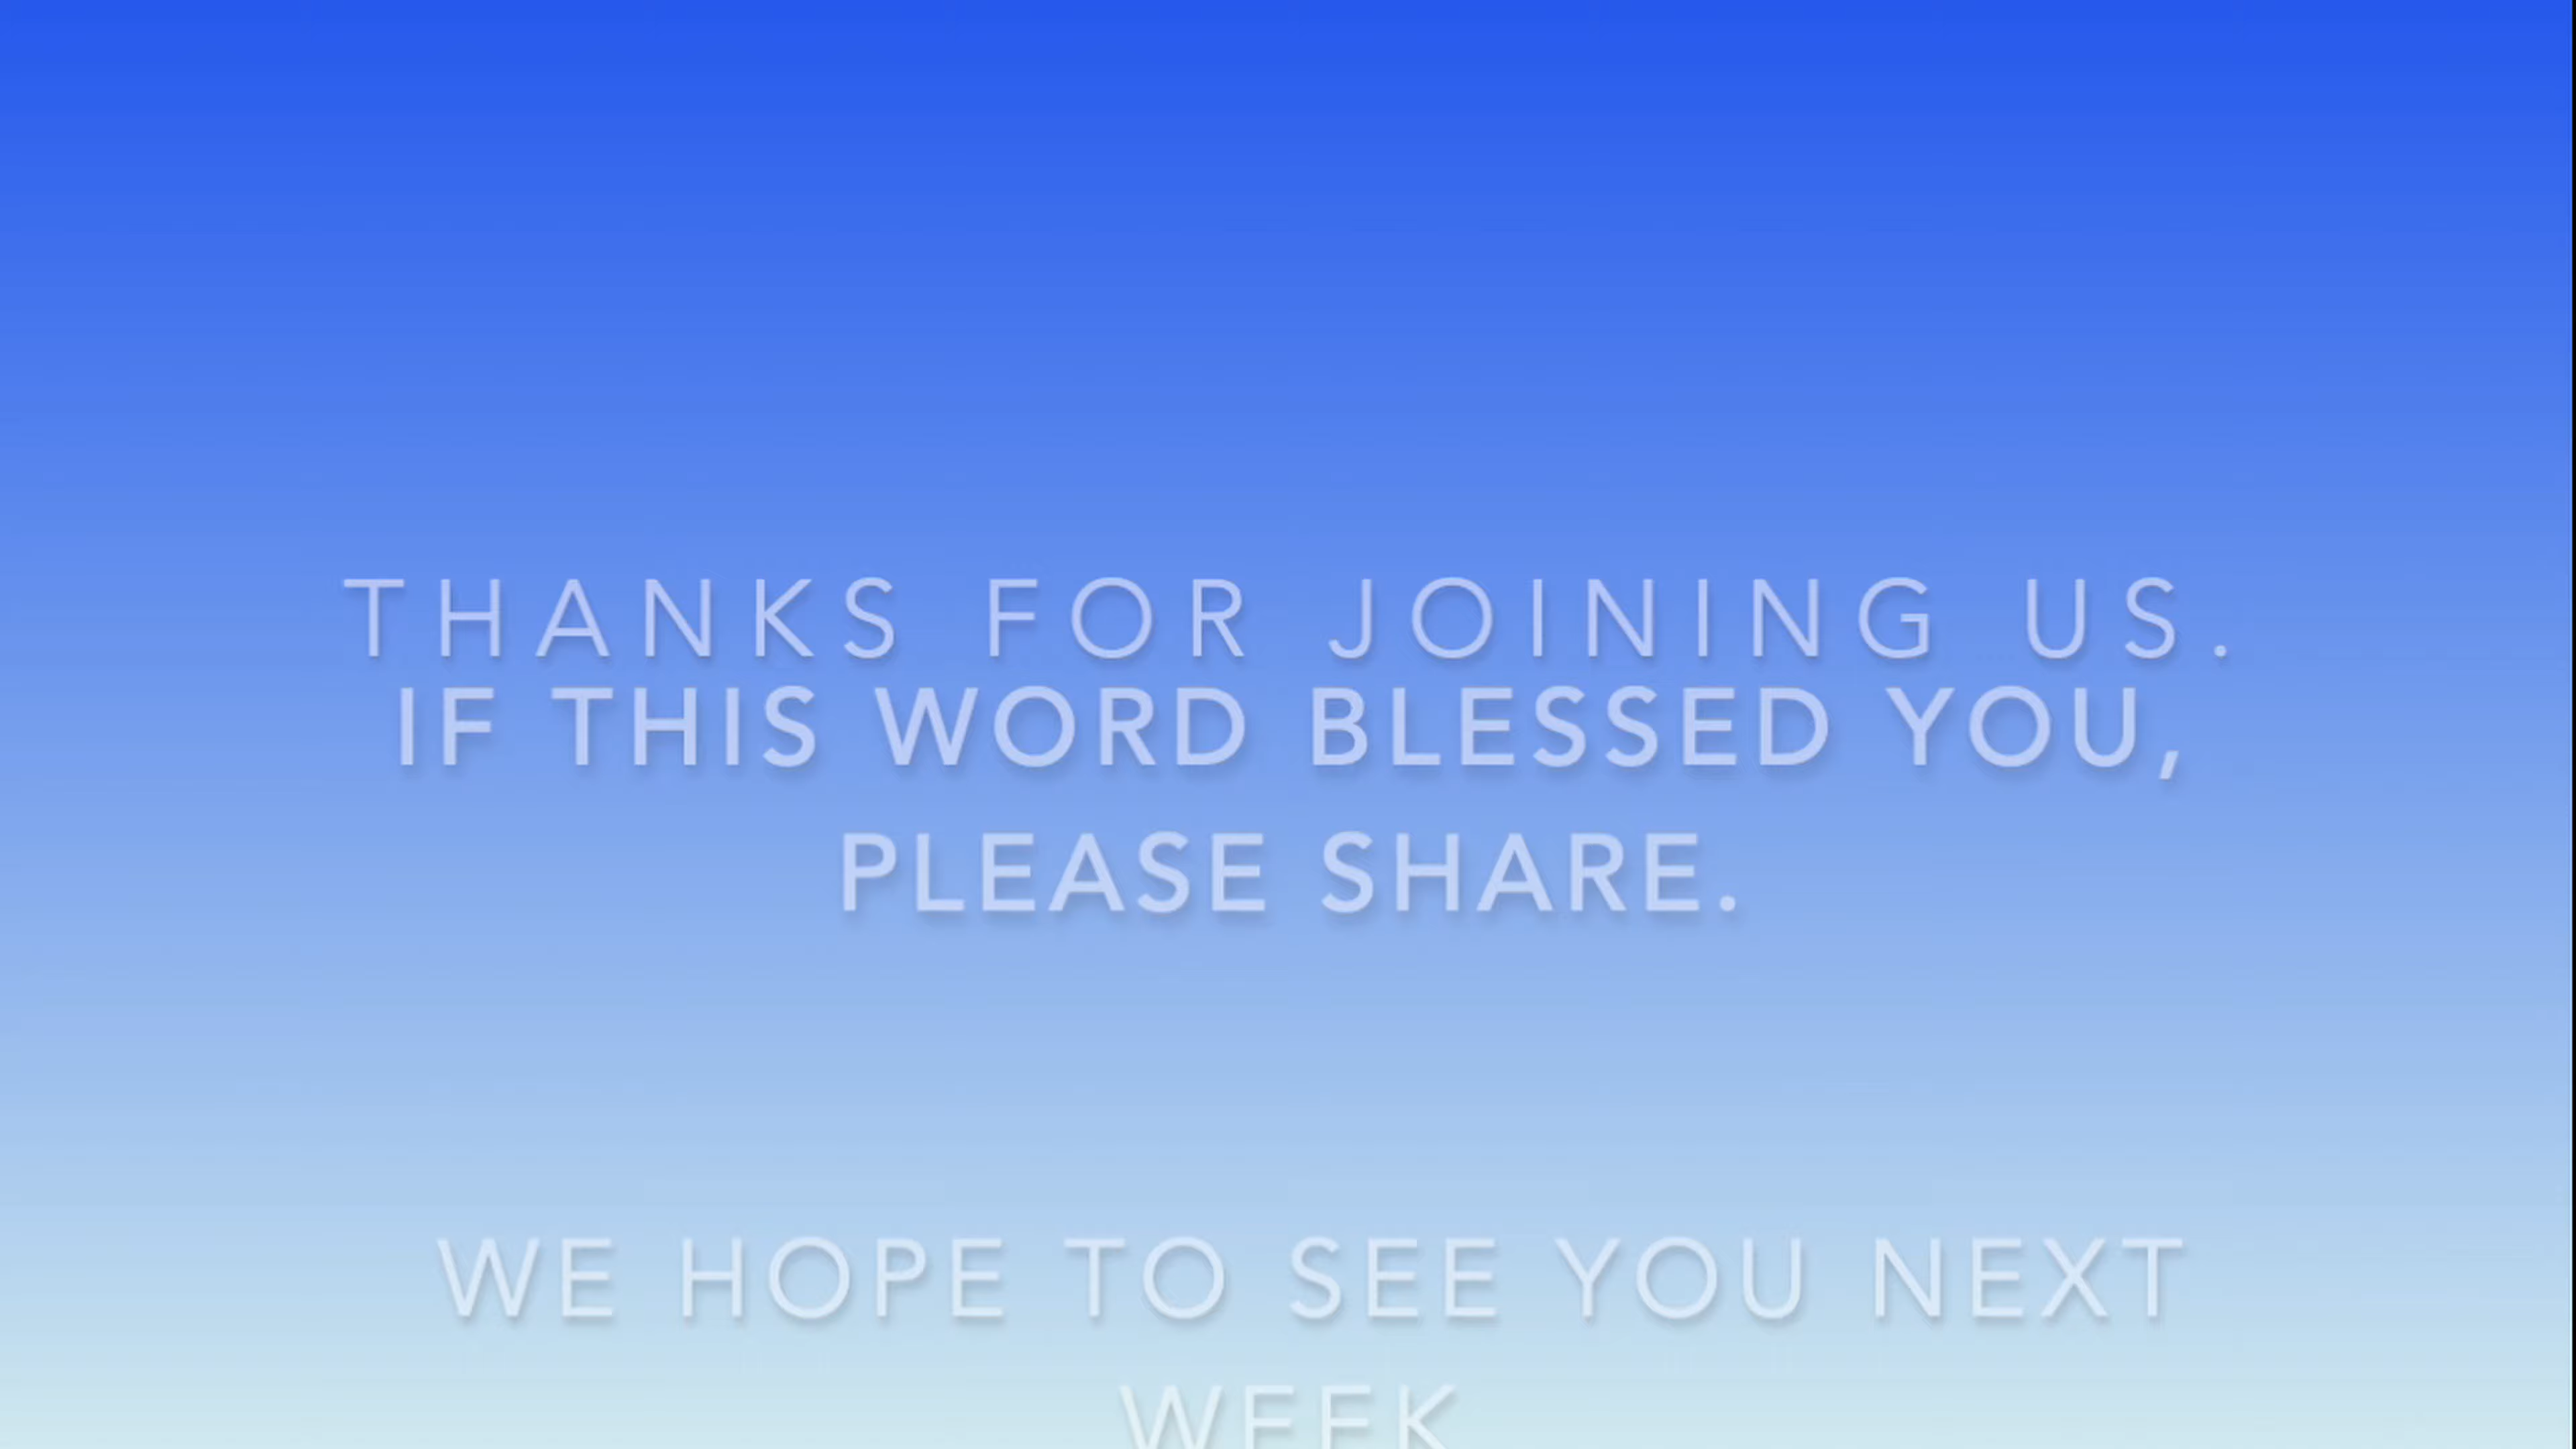 THANKS FOR JOINING US.
IF THIS WORD BLESSED YOU,
PLEASE SHARE.
WE HOPE TO SEE YOU NEXT
WEEK